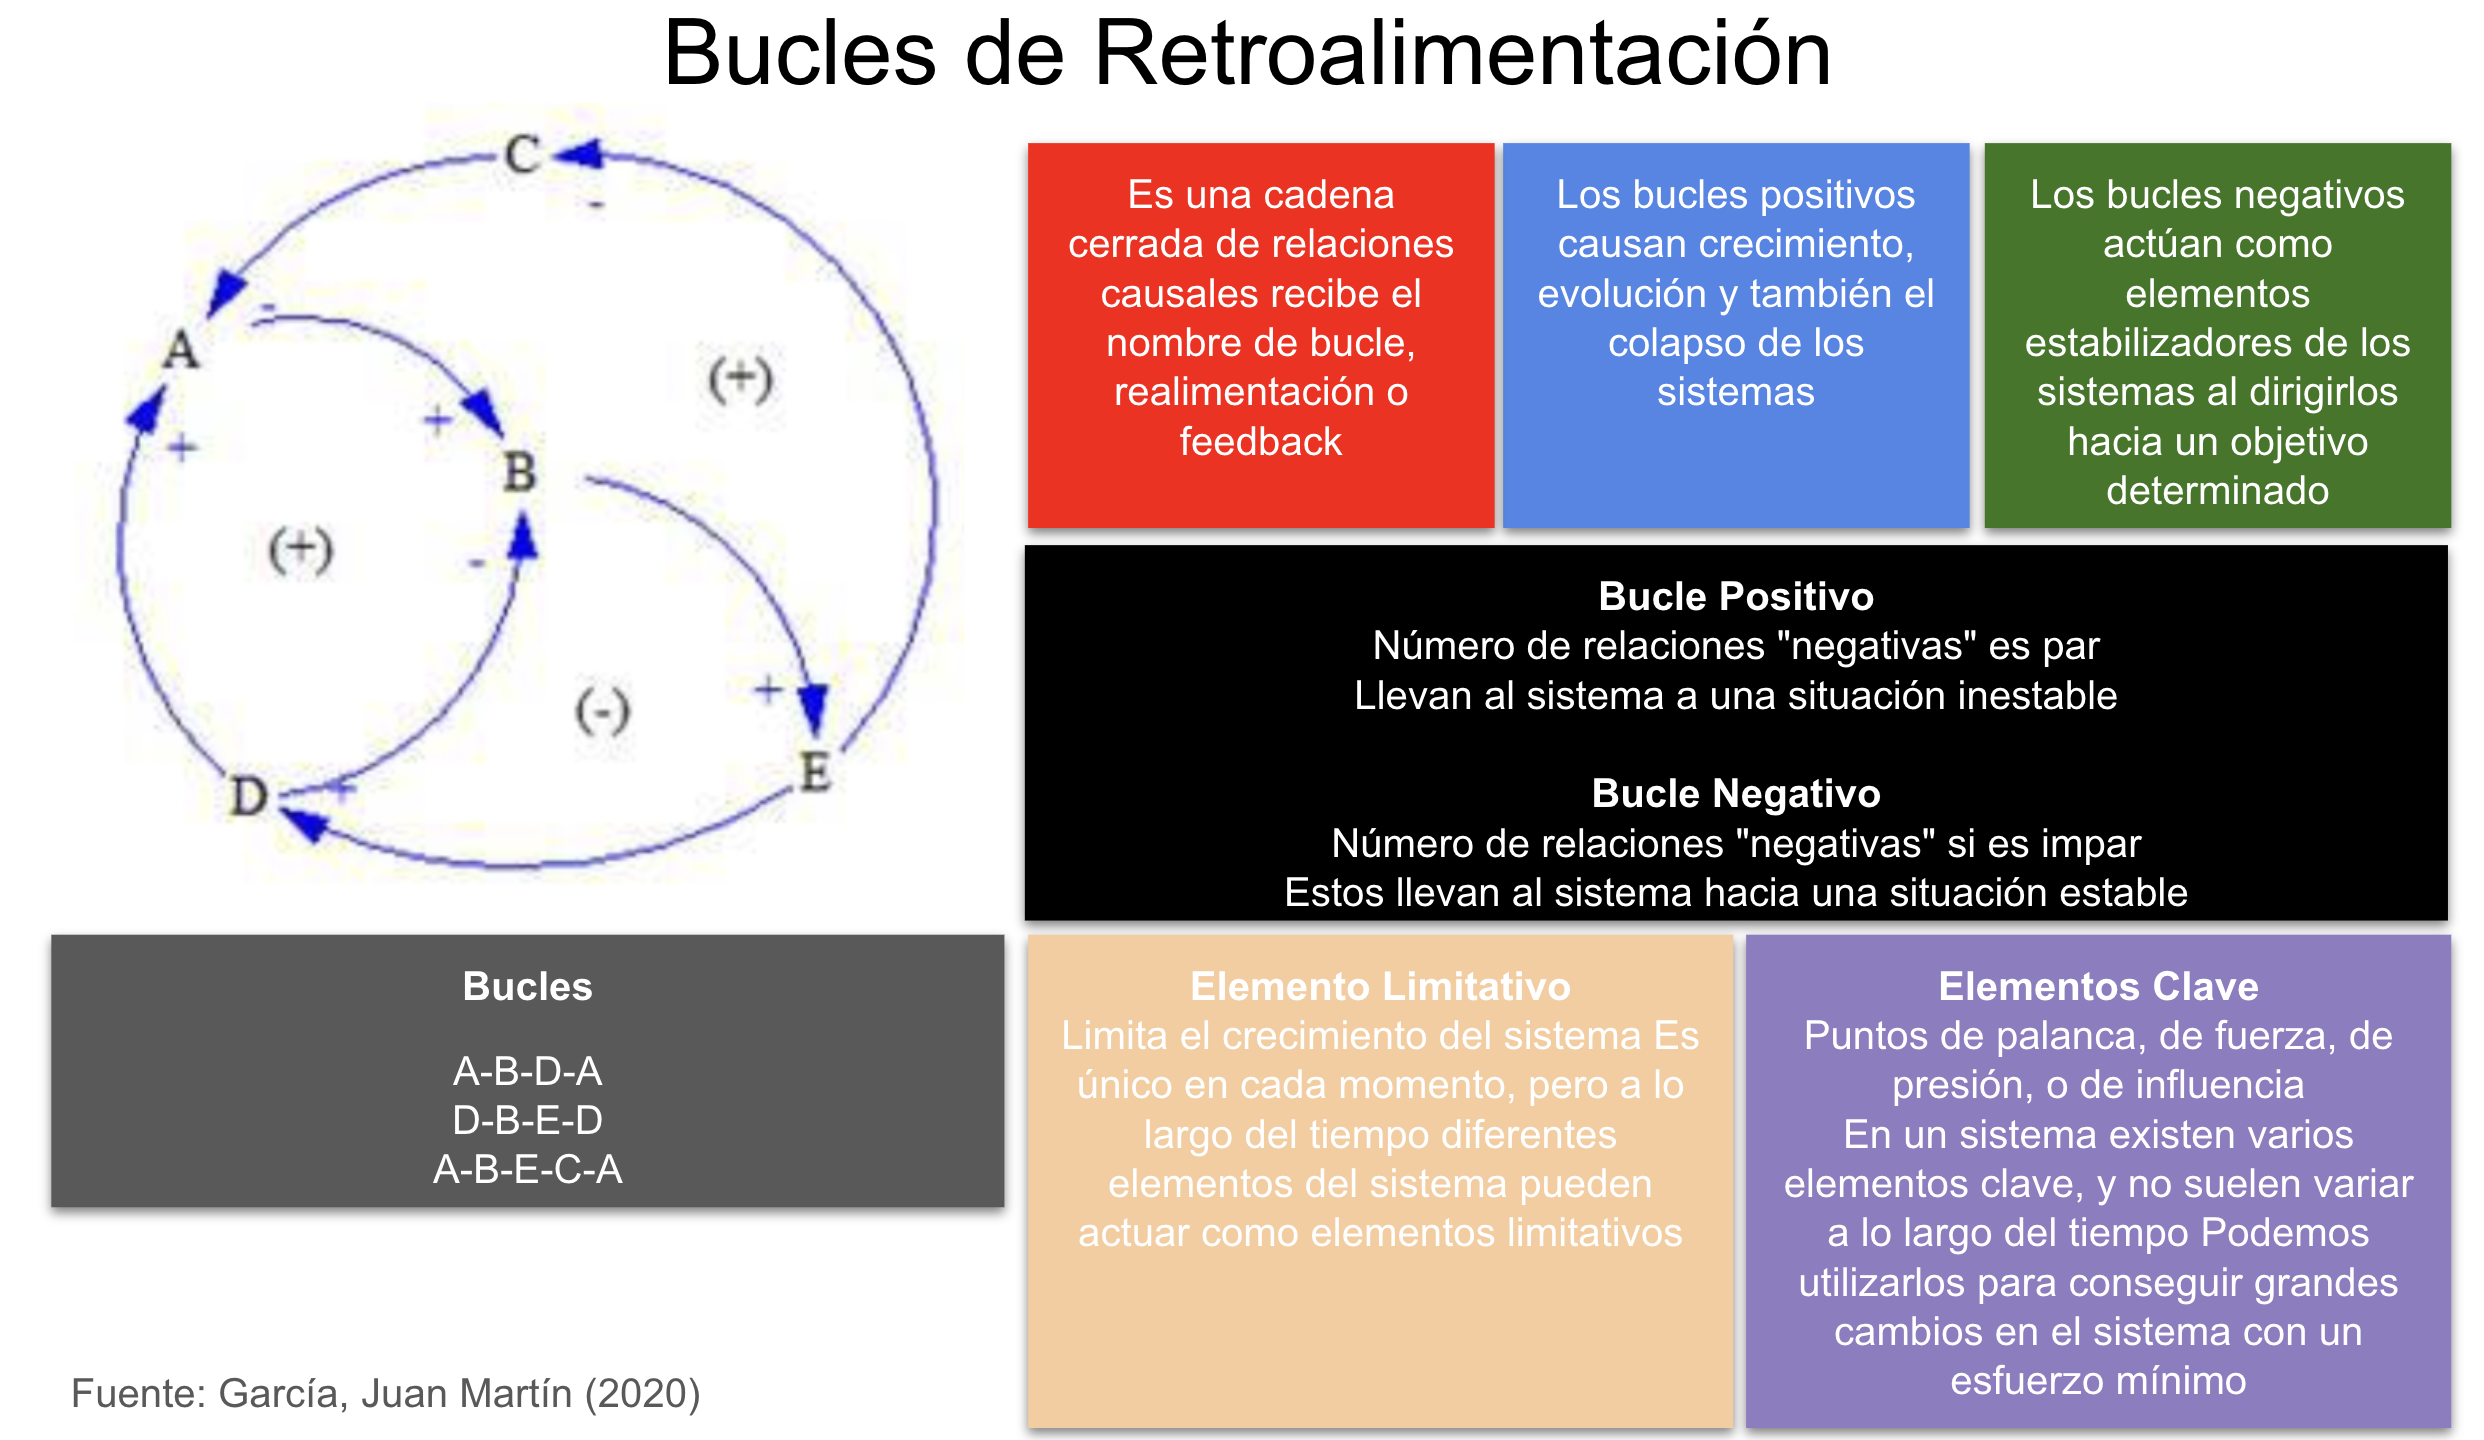 Bucles de Retroalimentación
C
-
A
-
+
(+)
+
B
(+)
-
(-)
+
E
D
+
Es una cadena
cerrada de relaciones
causales recibe el
nombre de bucle,
realimentación o
feedback
Los bucles positivos
causan crecimiento,
evolución y también el
colapso de los
sistemas
Los bucles negativos
actúan como
elementos
estabilizadores de los
sistemas al dirigirlos
hacia un objetivo
determinado
Bucle Positivo
Número de relaciones "negativas" es par
Llevan al sistema a una situación inestable
Bucle Negativo
Número de relaciones "negativas" si es impar
Estos llevan al sistema hacia una situación estable
Bucles
A-B-D-A
D-B-E-D
A-B-E-C-A
Elemento Limitativo
Limita el crecimiento del sistema Es
único en cada momento, pero a lo
largo del tiempo diferentes
elementos del sistema pueden
actuar como elementos limitativos
Elementos Clave
Puntos de palanca, de fuerza, de
presión, o de influencia
En un sistema existen varios
elementos clave, y no suelen variar
a lo largo del tiempo Podemos
utilizarlos para conseguir grandes
cambios en el sistema con un
esfuerzo mínimo
Fuente: García, Juan Martín (2020)